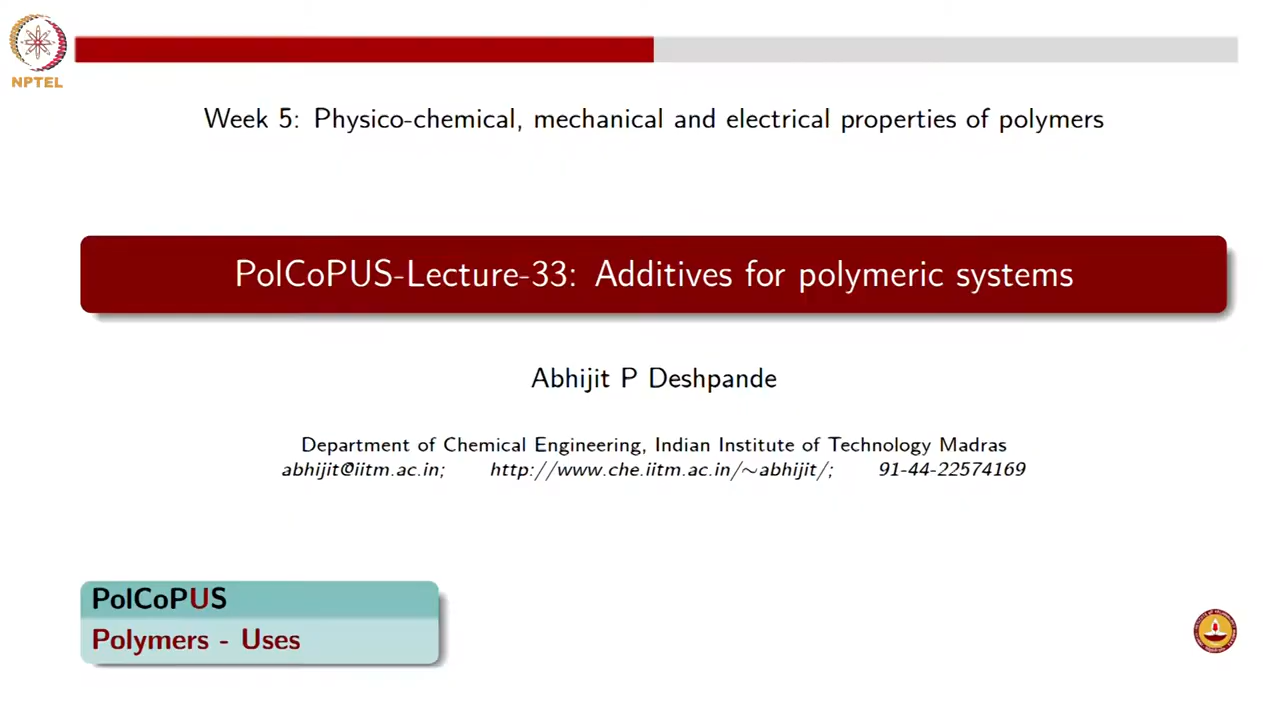 NPTEL
Week 5: Physico-chemical, mechanical and electrical properties of polymers
PolCoPUS-Lecture-33: Additives for polymeric systems
Abhijit P Deshpande
Department of Chemical Engineering, Indian Institute of Technology Madras
abhijit@iitm.ac.in; http://www.che.iitm.ac.in/~abhijit/; 91-44-22574169
PolCoPUS
Polymers - Uses